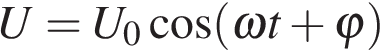 U = U₀ cos(ωt + φ)